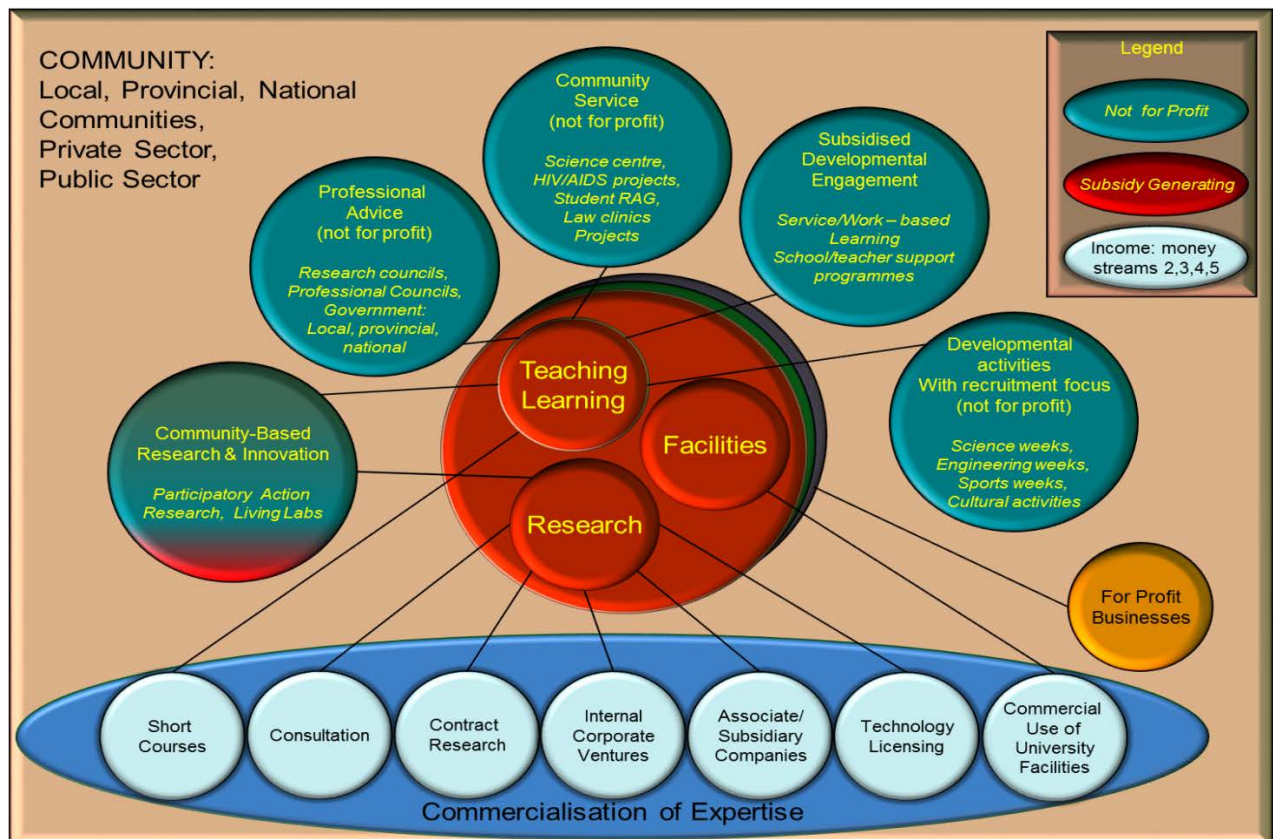 COMMUNITY:
Local, Provincial, National
Communities,
Private Sector,
Public Sector
Community
Service
(not for profit)
Science centre,
HIV/AIDS projects,
Student RAG,
Law clinics
Projects
Legend
Not for Profit
Subsidy Generating
Income: money
streams 2,3,4,5
Professional
Advice
(not for profit)
Research councils,
Professional Councils,
Government:
Local, provincial,
national
Subsidised
Developmental
Engagement
Service/Work – based
Learning
School/teacher support
programmes
Developmental
activities
With recruitment focus
(not for profit)
Science weeks,
Engineering weeks,
Sports weeks,
Cultural activities
Community-Based
Research & Innovation
Participatory Action
Research, Living Labs
Teaching
Learning
Facilities
Research
For Profit
Businesses
Short
Courses
Consultation
Contract
Research
Internal
Corporate
Ventures
Associate/
Subsidiary
Companies
Technology
Licensing
Commercial
Use of
University
Facilities
Commercialisation of Expertise